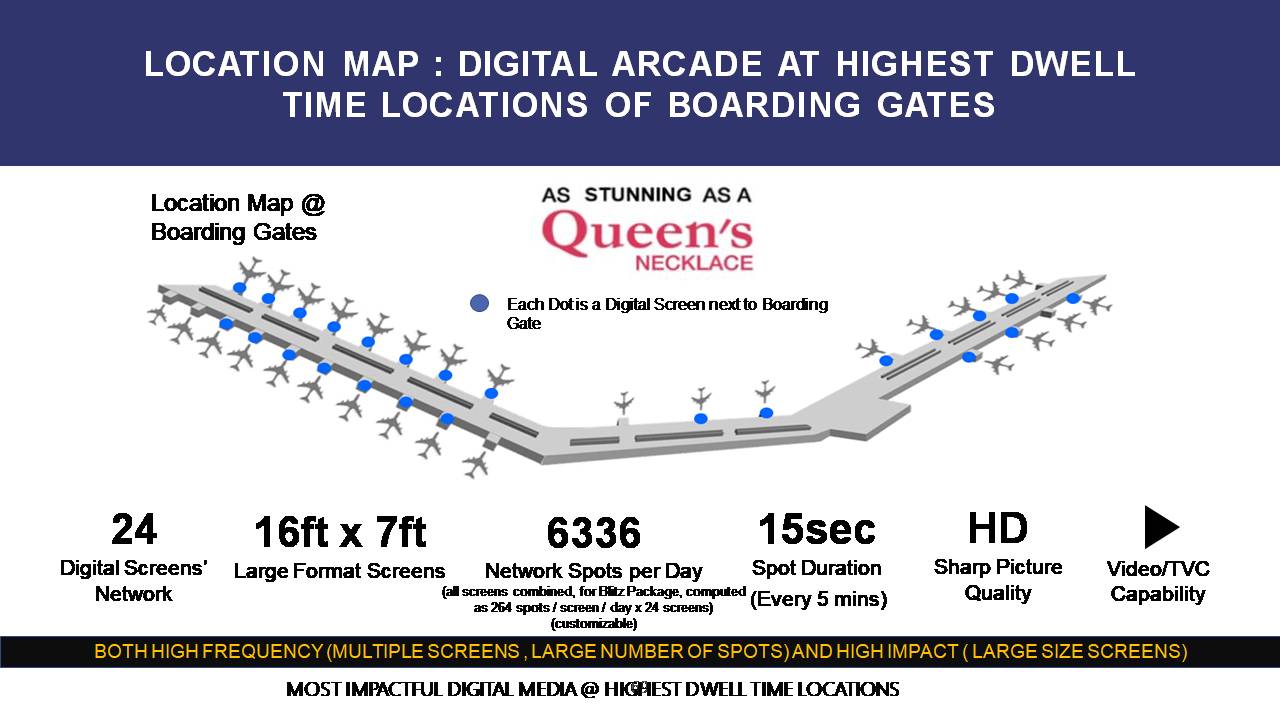 LOCATION MAP : DIGITAL ARCADE AT HIGHEST DWELL
TIME LOCATIONS OF BOARDING GATES
Location Map @
Boarding Gates
AS STUNNING AS A
Queen's
NECKLACE
Each Dot is a Digital Screen next to Boarding
Gate
24
Digital Screens'
Network
16ft x 7ft
Large Format Screens
6336
Network Spots per Day
(all screens combined, for Blitz Package, computed
as 264 spots / screen / day x 24 screens)
(customizable)
15sec
Spot Duration
(Every 5 mins)
HD
Sharp Picture
Quality
Video/TVC
Capability
BOTH HIGH FREQUENCY (MULTIPLE SCREENS , LARGE NUMBER OF SPOTS) AND HIGH IMPACT ( LARGE SIZE SCREENS)
MOST IMPACTFUL DIGITAL MEDIA @ HIGHEST DWELL TIME LOCATIONS